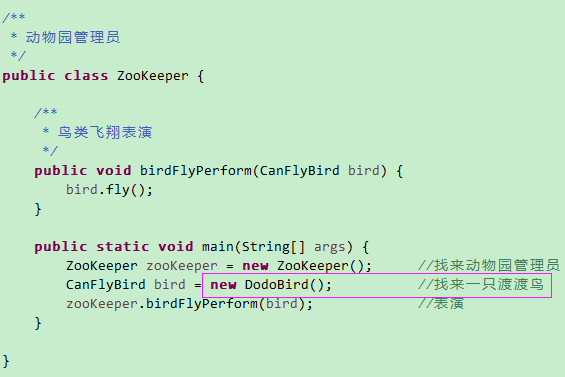 /**
 * 动物园管理员
 */
public class ZooKeeper {
    /**
     * 鸟类飞翔表演
     */
    public void birdFlyPerform(CanFlyBird bird) {
        bird.fly();
    }
    public static void main(String[] args) {
        ZooKeeper zooKeeper = new ZooKeeper();      //找来动物园管理员
        CanFlyBird bird = new DodoBird();           //找来一只渡渡鸟
        zooKeeper.birdFlyPerform(bird);             //表演
    }
}